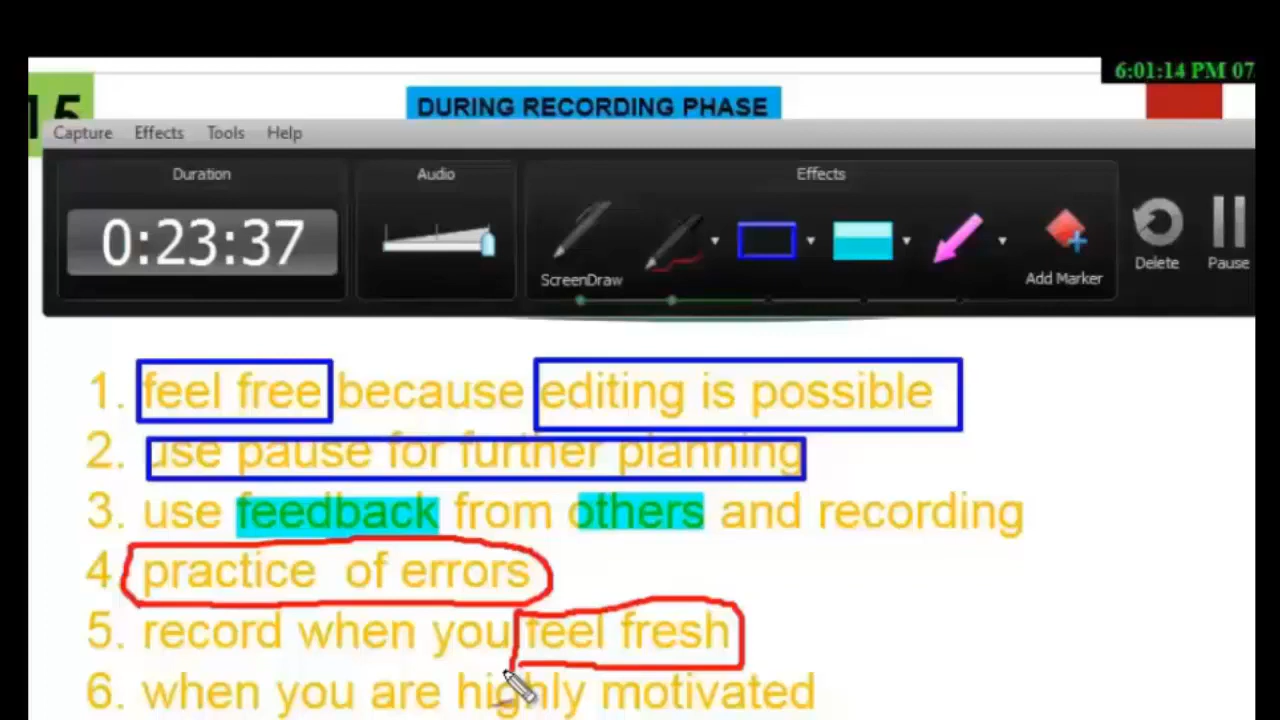 6:01:14 PM 07
15
DURING RECORDING PHASE
Capture Effects Tools Help
Duration Audio Effects
0:23:37
ScreenDraw Add Marker Delete Pause
1. feel free because editing is possible
2. use pause for further planning
3. use feedback from others and recording
4. practice of errors
5. record when you feel fresh
6. when you are highly motivated